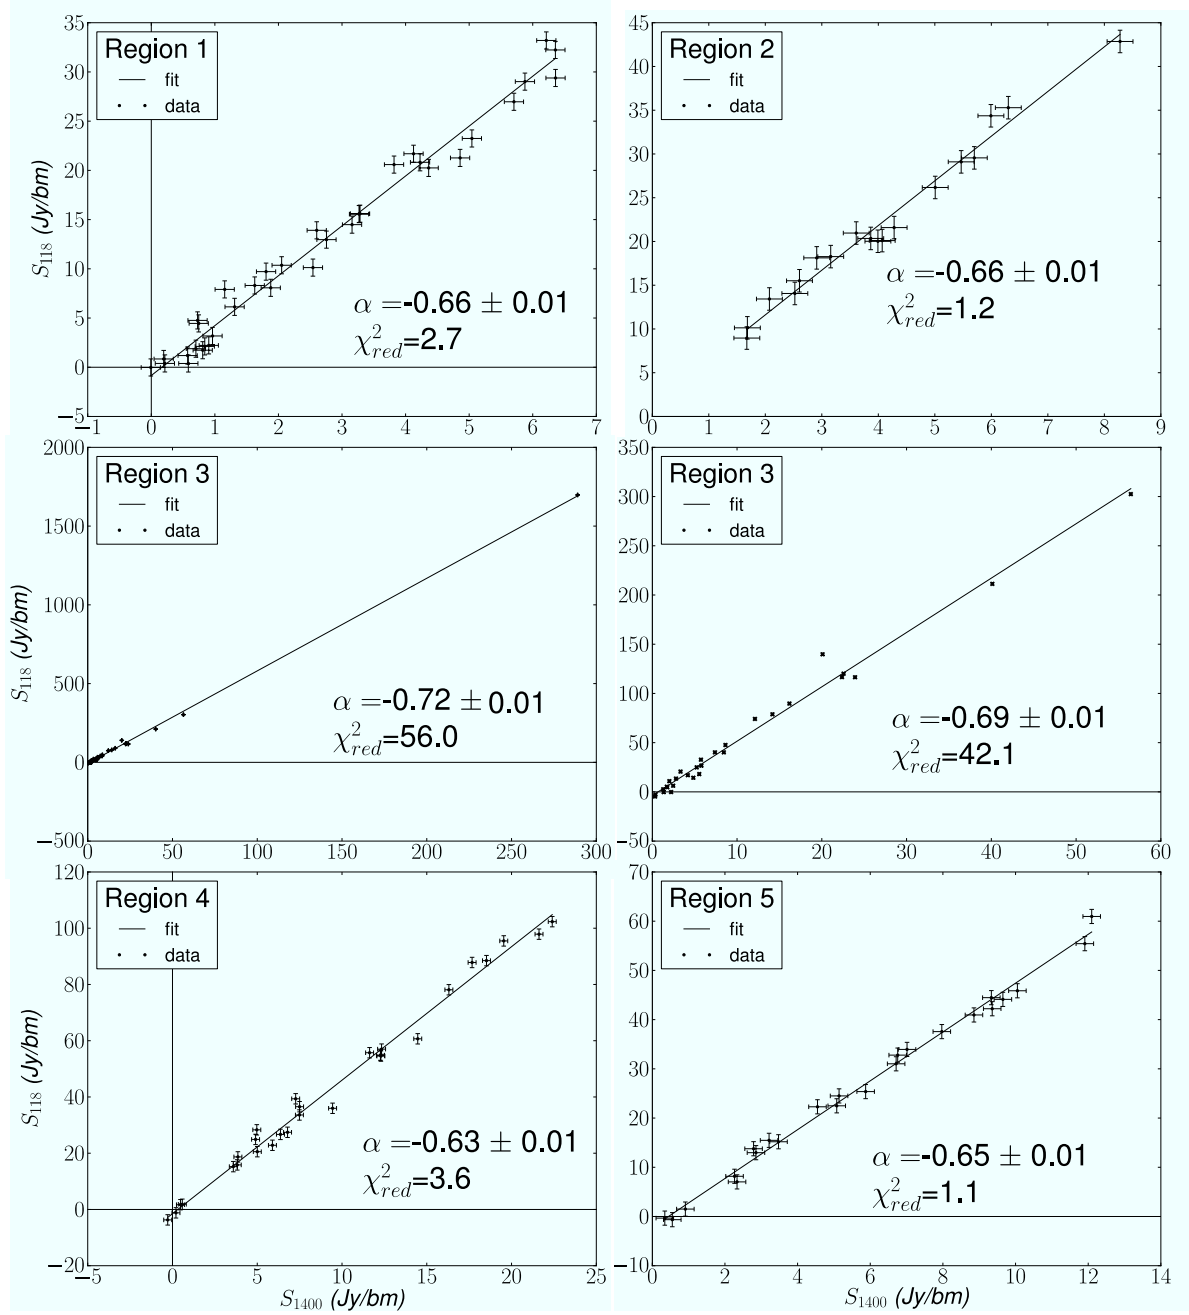 Region 1
fit
data
α = -0.66 ± 0.01
χ²red=2.7
S118 (Jy/bm)
35
30
25
20
15
10
5
0
−5
−1 0 1 2 3 4 5 6 7
Region 2
fit
data
α = -0.66 ± 0.01
χ²red=1.2
S118 (Jy/bm)
45
40
35
30
25
20
15
10
5
0
0 1 2 3 4 5 6 7 8 9
Region 3
fit
data
α = -0.72 ± 0.01
χ²red=56.0
S118 (Jy/bm)
2000
1500
1000
500
0
−500
0 50 100 150 200 250 300
Region 3
fit
data
α = -0.69 ± 0.01
χ²red=42.1
S118 (Jy/bm)
350
300
250
200
150
100
50
0
−50
0 10 20 30 40 50 60
Region 4
fit
data
α = -0.63 ± 0.01
χ²red=3.6
S118 (Jy/bm)
120
100
80
60
40
20
0
−20
−5 0 5 10 15 20 25
S1400 (Jy/bm)
Region 5
fit
data
α = -0.65 ± 0.01
χ²red=1.1
S118 (Jy/bm)
70
60
50
40
30
20
10
0
−10
0 2 4 6 8 10 12 14
S1400 (Jy/bm)